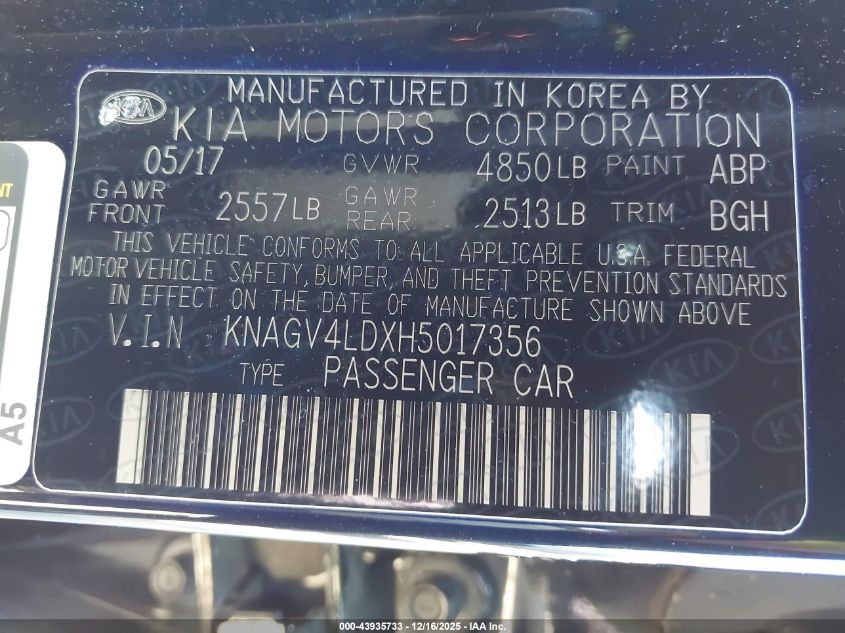 MANUFACTURED IN KOREA BY
KIA KIA MOTORS CORPORATION
05/17 GVWR 4850LB PAINT ABP
GAWR FRONT 2557LB GAWR REAR 2513LB TRIM BGH
THIS VEHICLE CONFORMS TO ALL APPLICABLE U.S.A. FEDERAL
MOTOR VEHICLE SAFETY, BUMPER, AND THEFT PREVENTION STANDARDS
IN EFFECT ON THE DATE OF MANUFACTURE SHOWN ABOVE
V.I.N KNAGV4LDXH5017356
TYPE PASSENGER CAR
A5
000-43935733 - 12/16/2025 - IAA Inc.